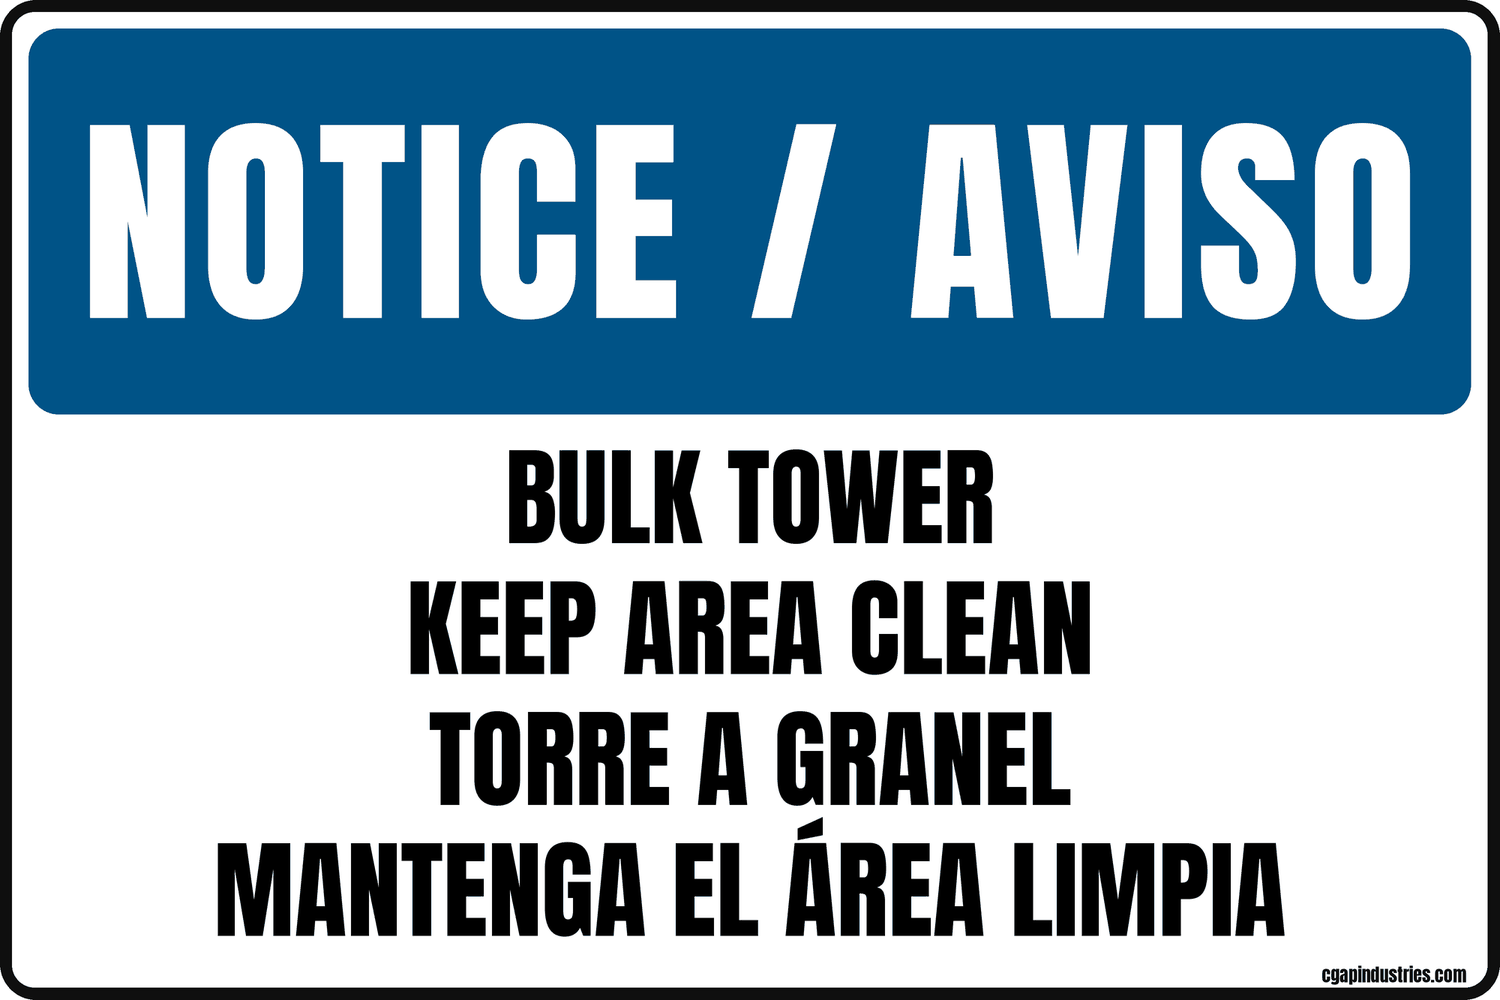 NOTICE / AVISO
BULK TOWER
KEEP AREA CLEAN
TORRE A GRANEL
MANTENGA EL ÁREA LIMPIA
cgapindustries.com